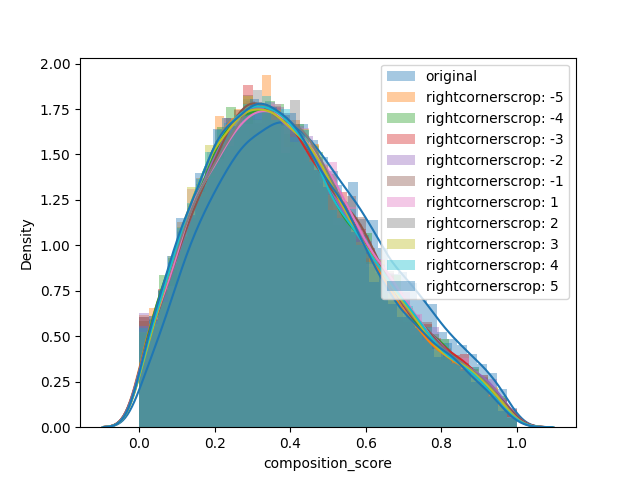 2.00
1.75
1.50
1.25
1.00
0.75
0.50
0.25
0.00
Density
0.0 0.2 0.4 0.6 0.8 1.0
composition_score
original
rightcornerscrop: -5
rightcornerscrop: -4
rightcornerscrop: -3
rightcornerscrop: -2
rightcornerscrop: -1
rightcornerscrop: 1
rightcornerscrop: 2
rightcornerscrop: 3
rightcornerscrop: 4
rightcornerscrop: 5